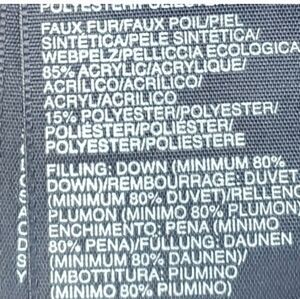 POLYESTER/POLIÉSTER/
FAUX FUR/FAUX POIL/PIEL
SINTÉTICA/PELE SINTÉTICA/
WEBPELZ/PELLICCIA ECOLOGICA
85% ACRYLIC/ACRYLIQUE/
ACRÍLICO/ACRÍLICO/
ACRYL/ACRILICO
15% POLYESTER/POLYESTER/
POLIÉSTER/POLIÉSTER/
POLYESTER/POLIESTERE
FILLING: DOWN (MINIMUM 80%
DOWN)/REMBOURRAGE: DUVET
(MINIMUM 80% DUVET)/RELLENO
PLUMÓN (MÍNIMO 80% PLUMÓN
ENCHIMENTO: PENA (MÍNIMO
80% PENA)/FÜLLUNG: DAUNEN
(MINIMUM 80% DAUNEN)/
IMBOTTITURA: PIUMINO
(MINIMO 80% PIUMINO)